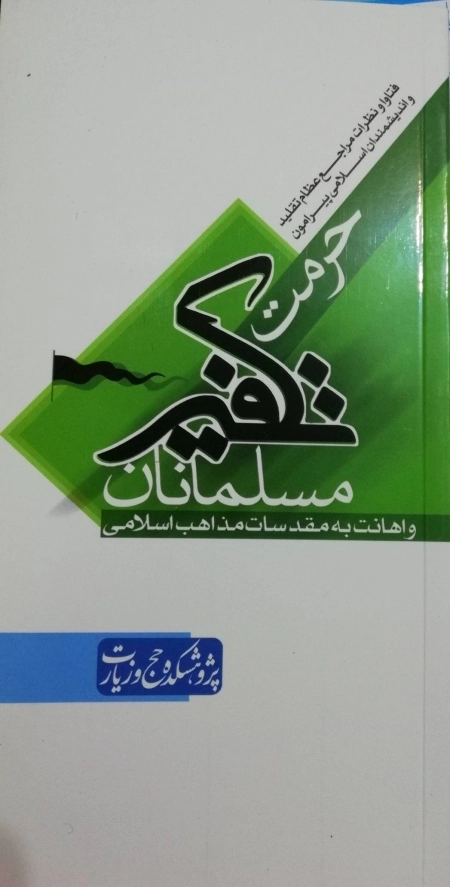 فتاوا و نظرات مراجع عظام تقلید
و اندیشمندان اسلامی پیرامون
حرمت
تکفیر
مسلمانان
و اهانت به مقدسات مذاهب اسلامی
پژوهشکده حج و زیارت